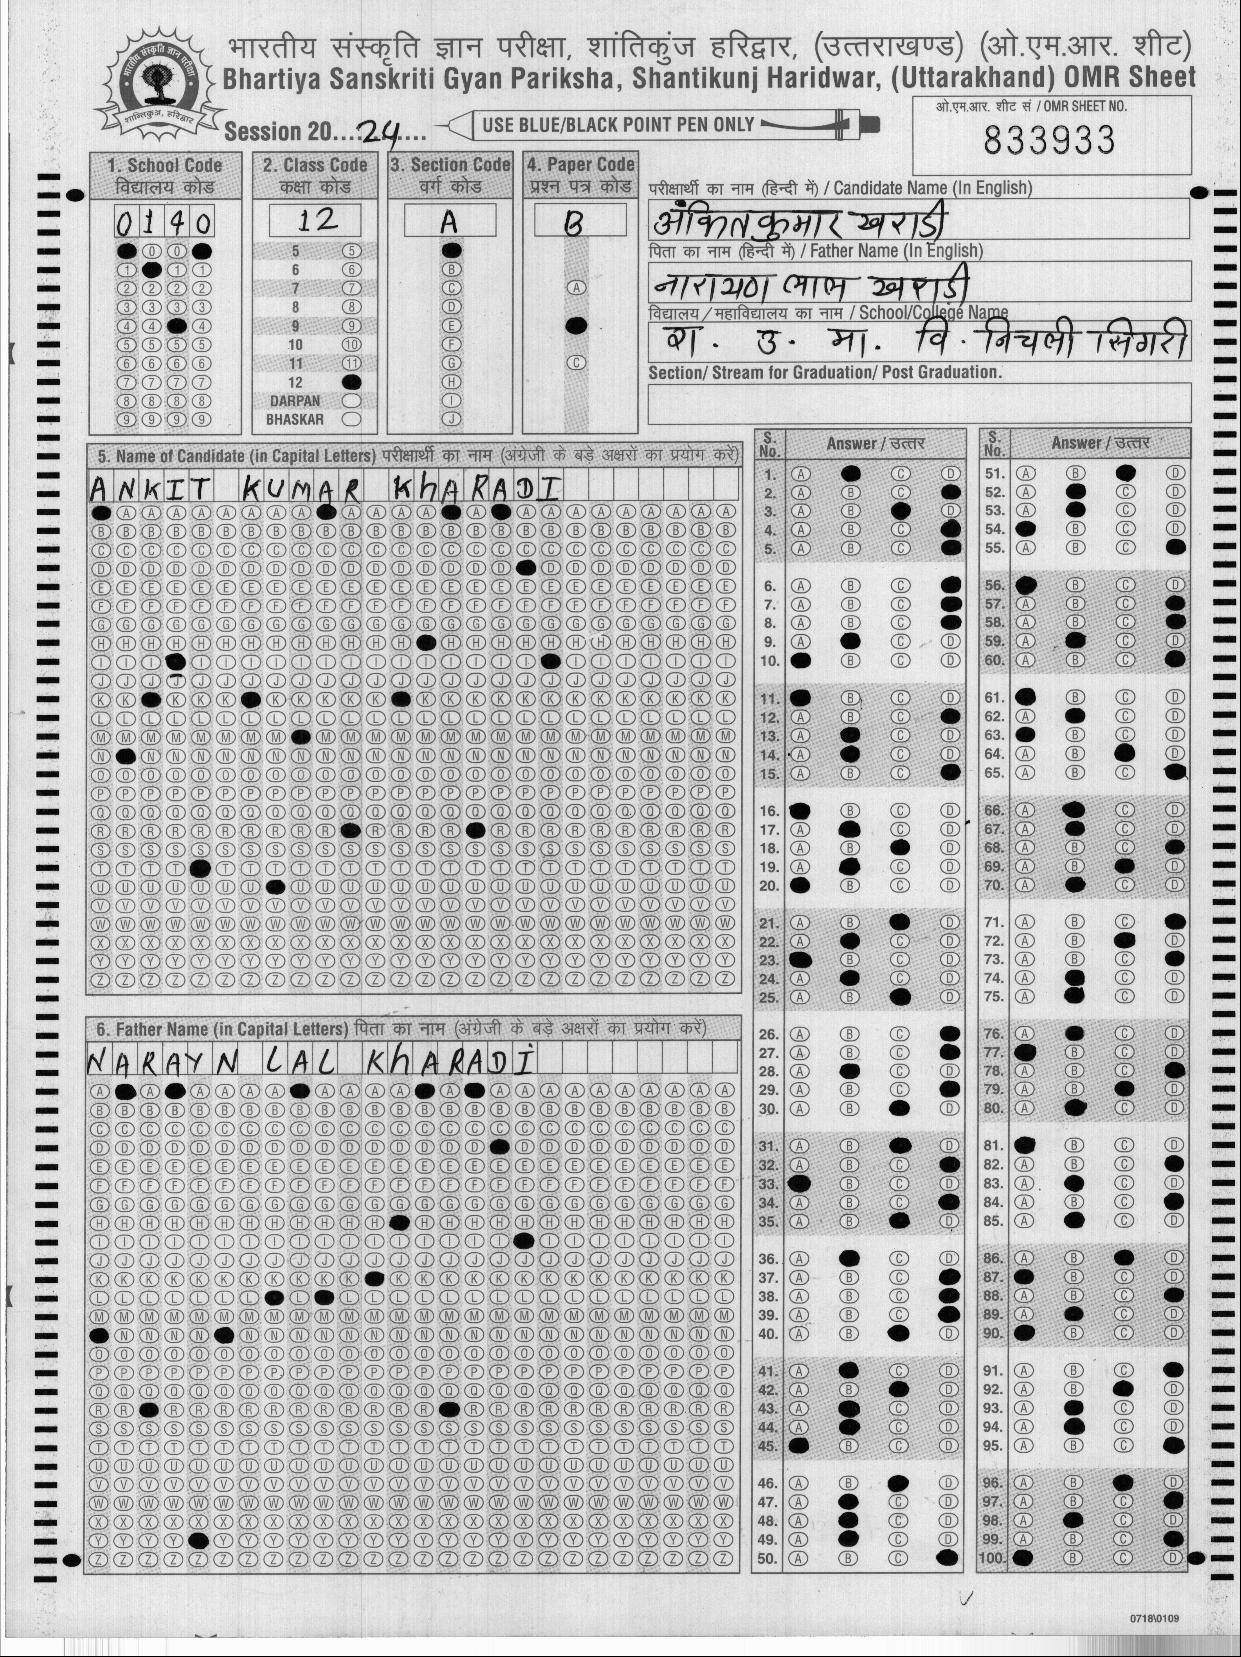 भारतीय संस्कृति ज्ञान परीक्षा, शांतिकुंज हरिद्वार, (उत्तराखण्ड) (ओ.एम.आर. शीट)
Bhartiya Sanskriti Gyan Pariksha, Shantikunj Haridwar, (Uttarakhand) OMR Sheet
Session 20....24.......
USE BLUE/BLACK POINT PEN ONLY
ओ.एम.आर. शीट सं / OMR SHEET NO.
833933
1. School Code
विद्यालय कोड
0140
2. Class Code
कक्षा कोड
12
5
6
7
8
9
10
11
12
DARPAN
BHASKAR
3. Section Code
वर्ग कोड
A
4. Paper Code
प्रश्न पत्र कोड
B
परीक्षार्थी का नाम (हिन्दी में) / Candidate Name (In English)
अंकित कुमार खराडी
पिता का नाम (हिन्दी में) / Father Name (In English)
नारायण लाल खराडी
विद्यालय/महाविद्यालय का नाम / School/College Name
रा. उ. मा. वि. निचली सिगरी
Section/ Stream for Graduation/ Post Graduation.
5. Name of Candidate (in Capital Letters) परीक्षार्थी का नाम (अंग्रेजी के बड़े अक्षरों का प्रयोग करें)
ANKIT KUMAR KhARADI
6. Father Name (in Capital Letters) पिता का नाम (अंग्रेजी के बड़े अक्षरों का प्रयोग करें)
NARAYN LAL KhARADI
S. No.
Answer / उत्तर
S. No.
Answer / उत्तर
0718\0109